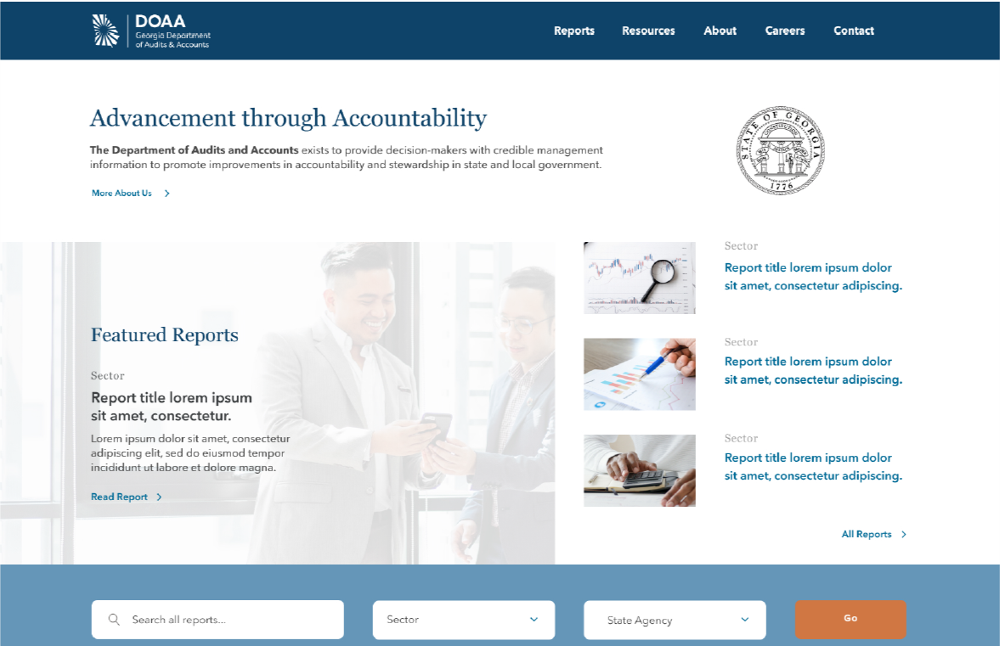 DOAA
Georgia Department
of Audits & Accounts
Reports
Resources
About
Careers
Contact
Advancement through Accountability
The Department of Audits and Accounts exists to provide decision-makers with credible management
information to promote improvements in accountability and stewardship in state and local government.
More About Us
STATE OF GEORGIA
CONSTITUTION
1776
Featured Reports
Sector
Report title lorem ipsum
sit amet, consectetur.
Lorem ipsum dolor sit amet, consectetur
adipiscing elit, sed do eiusmod tempor
incididunt ut labore et dolore magna.
Read Report
Sector
Report title lorem ipsum dolor
sit amet, consectetur adipiscing.
Sector
Report title lorem ipsum dolor
sit amet, consectetur adipiscing.
Sector
Report title lorem ipsum dolor
sit amet, consectetur adipiscing.
All Reports
Search all reports...
Sector
State Agency
Go